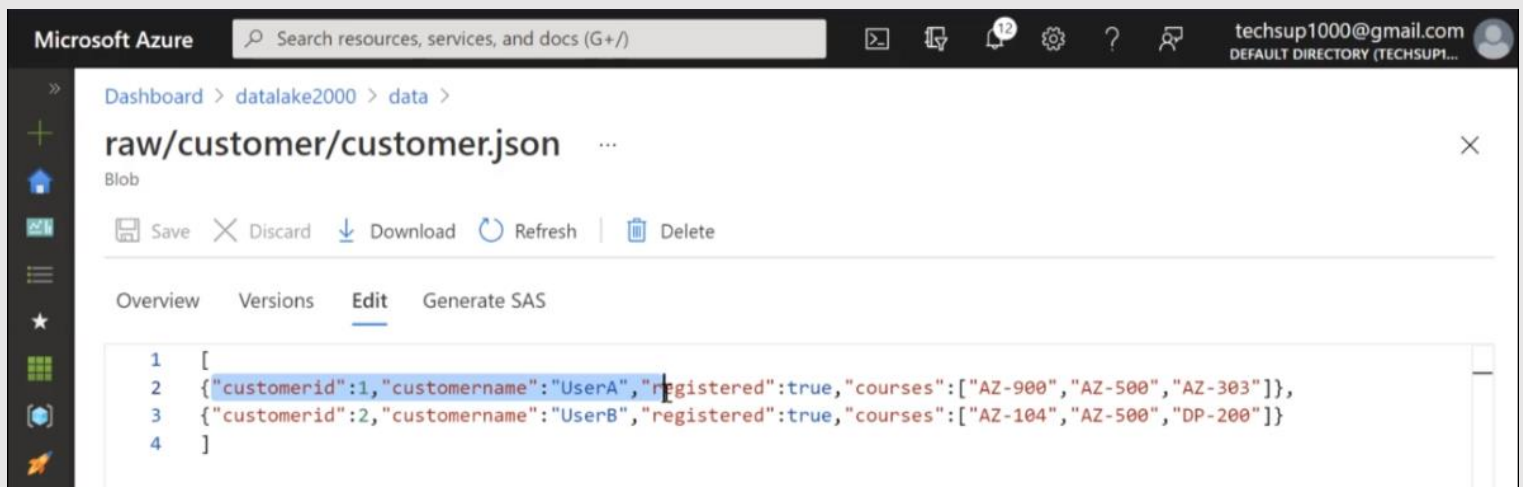 Microsoft Azure
Search resources, services, and docs (G+/)
12
techsup1000@gmail.com
DEFAULT DIRECTORY (TECHSUP1...
Dashboard > datalake2000 > data >
raw/customer/customer.json ...
Blob
Save Discard Download Refresh Delete
Overview Versions Edit Generate SAS
1 [
2 {"customerid":1,"customername":"UserA","registered":true,"courses":["AZ-900","AZ-500","AZ-303"]},
3 {"customerid":2,"customername":"UserB","registered":true,"courses":["AZ-104","AZ-500","DP-200"]}
4 ]